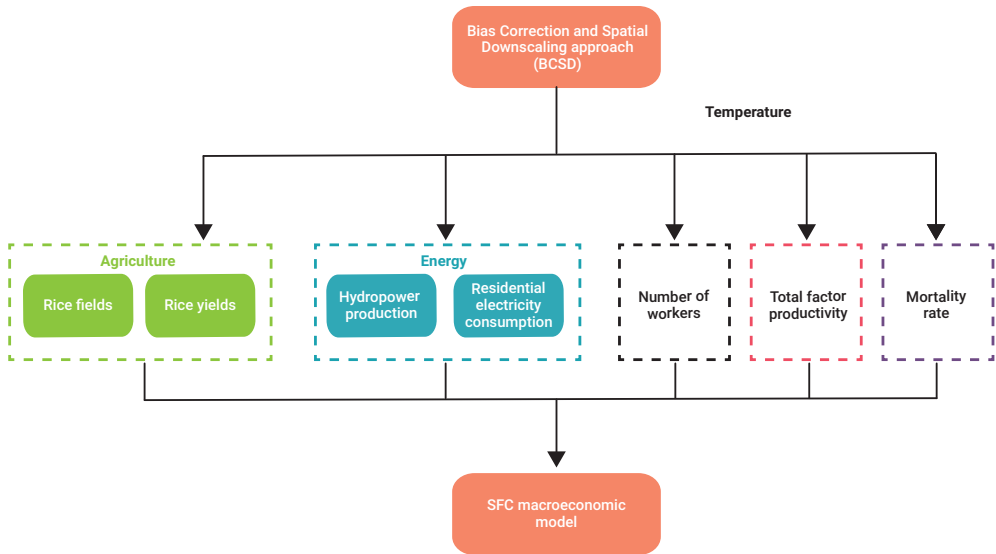 Bias Correction and Spatial
Downscaling approach
(BCSD)
Temperature
Agriculture
Rice fields
Rice yields
Energy
Hydropower
production
Residential
electricity
consumption
Number of
workers
Total factor
productivity
Mortality
rate
SFC macroeconomic
model